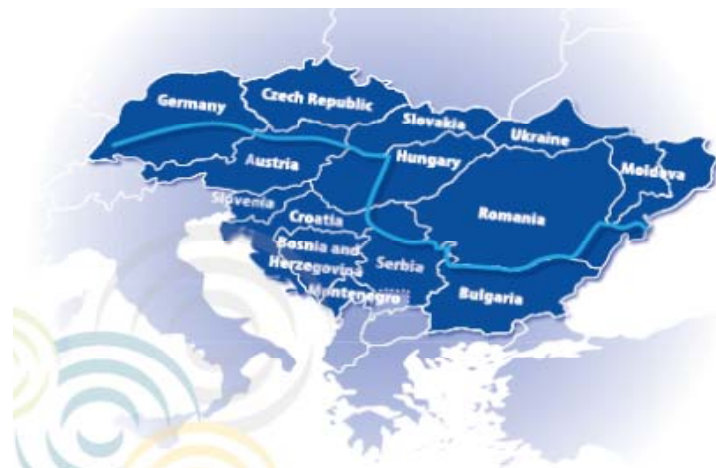 Germany
Czech Republic
Slovakia
Ukraine
Austria
Hungary
Moldova
Slovenia
Croatia
Romania
Bosnia and
Herzegovina
Serbia
Montenegro
Bulgaria